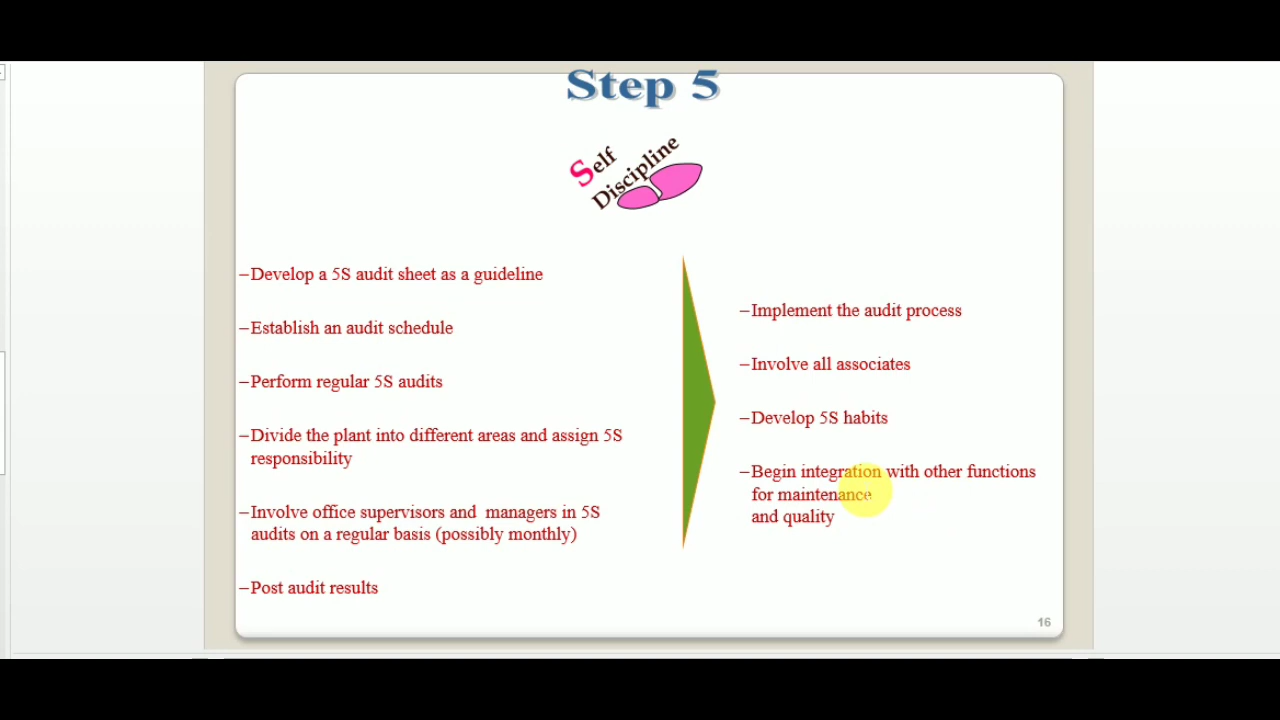 Step 5
Self
Discipline
–Develop a 5S audit sheet as a guideline
–Establish an audit schedule
–Perform regular 5S audits
–Divide the plant into different areas and assign 5S
responsibility
–Involve office supervisors and managers in 5S
audits on a regular basis (possibly monthly)
–Post audit results
–Implement the audit process
–Involve all associates
–Develop 5S habits
–Begin integration with other functions
for maintenance
and quality
16